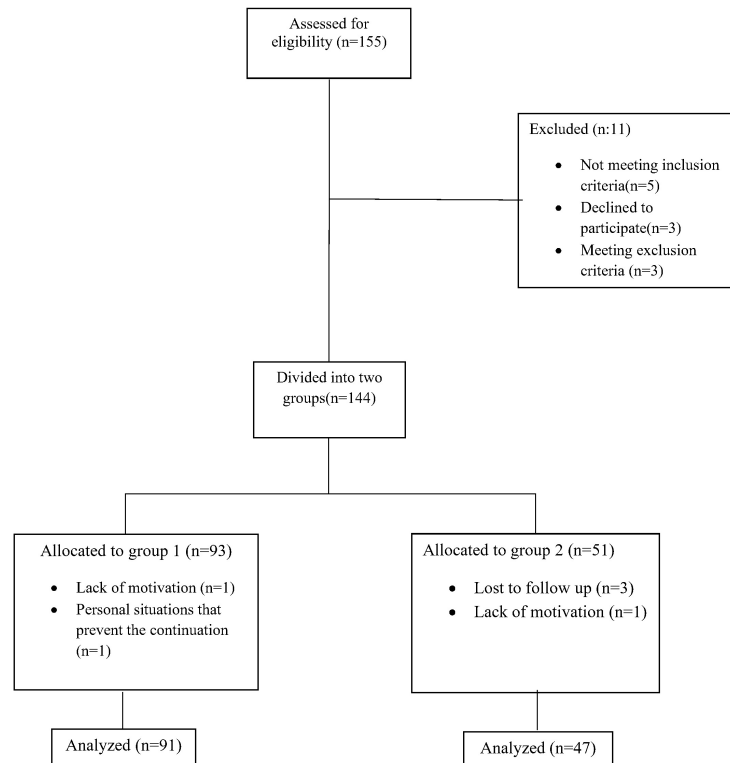 Assessed for
eligibility (n=155)
Excluded (n:11)
• Not meeting inclusion
criteria(n=5)
• Declined to
participate(n=3)
• Meeting exclusion
criteria (n=3)
Divided into two
groups(n=144)
Allocated to group 1 (n=93)
• Lack of motivation (n=1)
• Personal situations that
prevent the continuation
(n=1)
Allocated to group 2 (n=51)
• Lost to follow up (n=3)
• Lack of motivation (n=1)
Analyzed (n=91)
Analyzed (n=47)